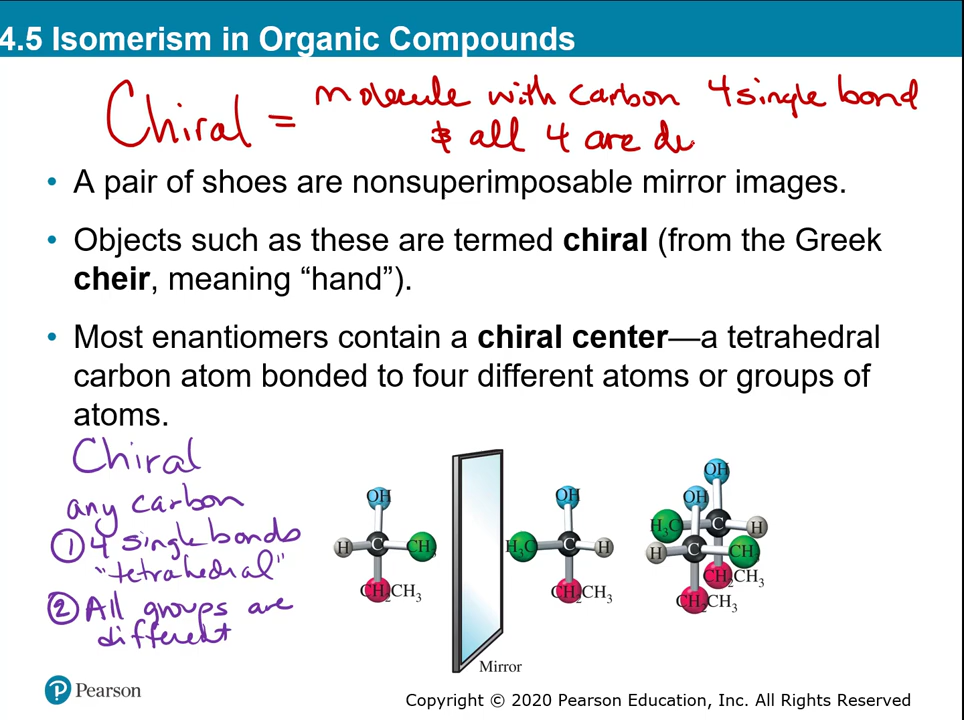 4.5 Isomerism in Organic Compounds
Chiral = molecule with carbon 4 single bond
& all 4 are
• A pair of shoes are nonsuperimposable mirror images.
• Objects such as these are termed chiral (from the Greek
cheir, meaning “hand”).
• Most enantiomers contain a chiral center—a tetrahedral
carbon atom bonded to four different atoms or groups of
atoms.
Chiral
any carbon
① 4 single bonds
"tetrahedral"
② All groups are
different
OH
H C CH3
CH2CH3
OH
H3C C H
CH2CH3
OH
OH
H3C C H
H C CH3
CH2CH3
CH2CH3
Mirror
Pearson
Copyright © 2020 Pearson Education, Inc. All Rights Reserved